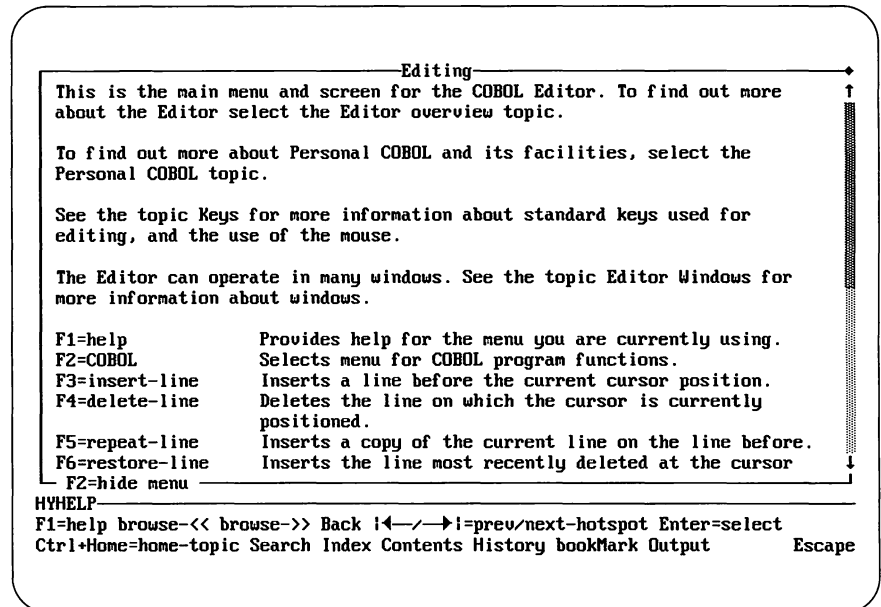 Editing
This is the main menu and screen for the COBOL Editor. To find out more
about the Editor select the Editor overview topic.
To find out more about Personal COBOL and its facilities, select the
Personal COBOL topic.
See the topic Keys for more information about standard keys used for
editing, and the use of the mouse.
The Editor can operate in many windows. See the topic Editor Windows for
more information about windows.
F1=help Provides help for the menu you are currently using.
F2=COBOL Selects menu for COBOL program functions.
F3=insert-line Inserts a line before the current cursor position.
F4=delete-line Deletes the line on which the cursor is currently
positioned.
F5=repeat-line Inserts a copy of the current line on the line before.
F6=restore-line Inserts the line most recently deleted at the cursor
F2=hide menu
HYHELP
F1=help browse-<< browse->> Back |◄—/—►|=prev/next-hotspot Enter=select
Ctrl+Home=home-topic Search Index Contents History bookMark Output Escape